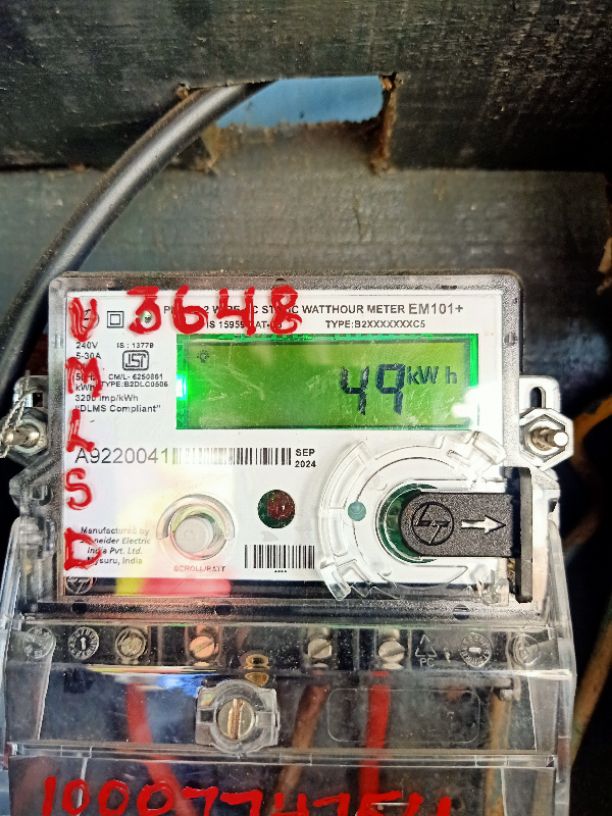 3648
WATTHOUR METER EM101+
TYPE:B2XXXXXXXC5
240V IS : 13779
5-30A
CM/L- 6250861
TYPE:B2DLC0506
3200 imp/kWh
"DLMS Compliant"
49 kWh
A9220041
SEP
2024
Manufactured by
Schneider Electric
India Pvt. Ltd.
Mysuru, India
SCROLL/BATT